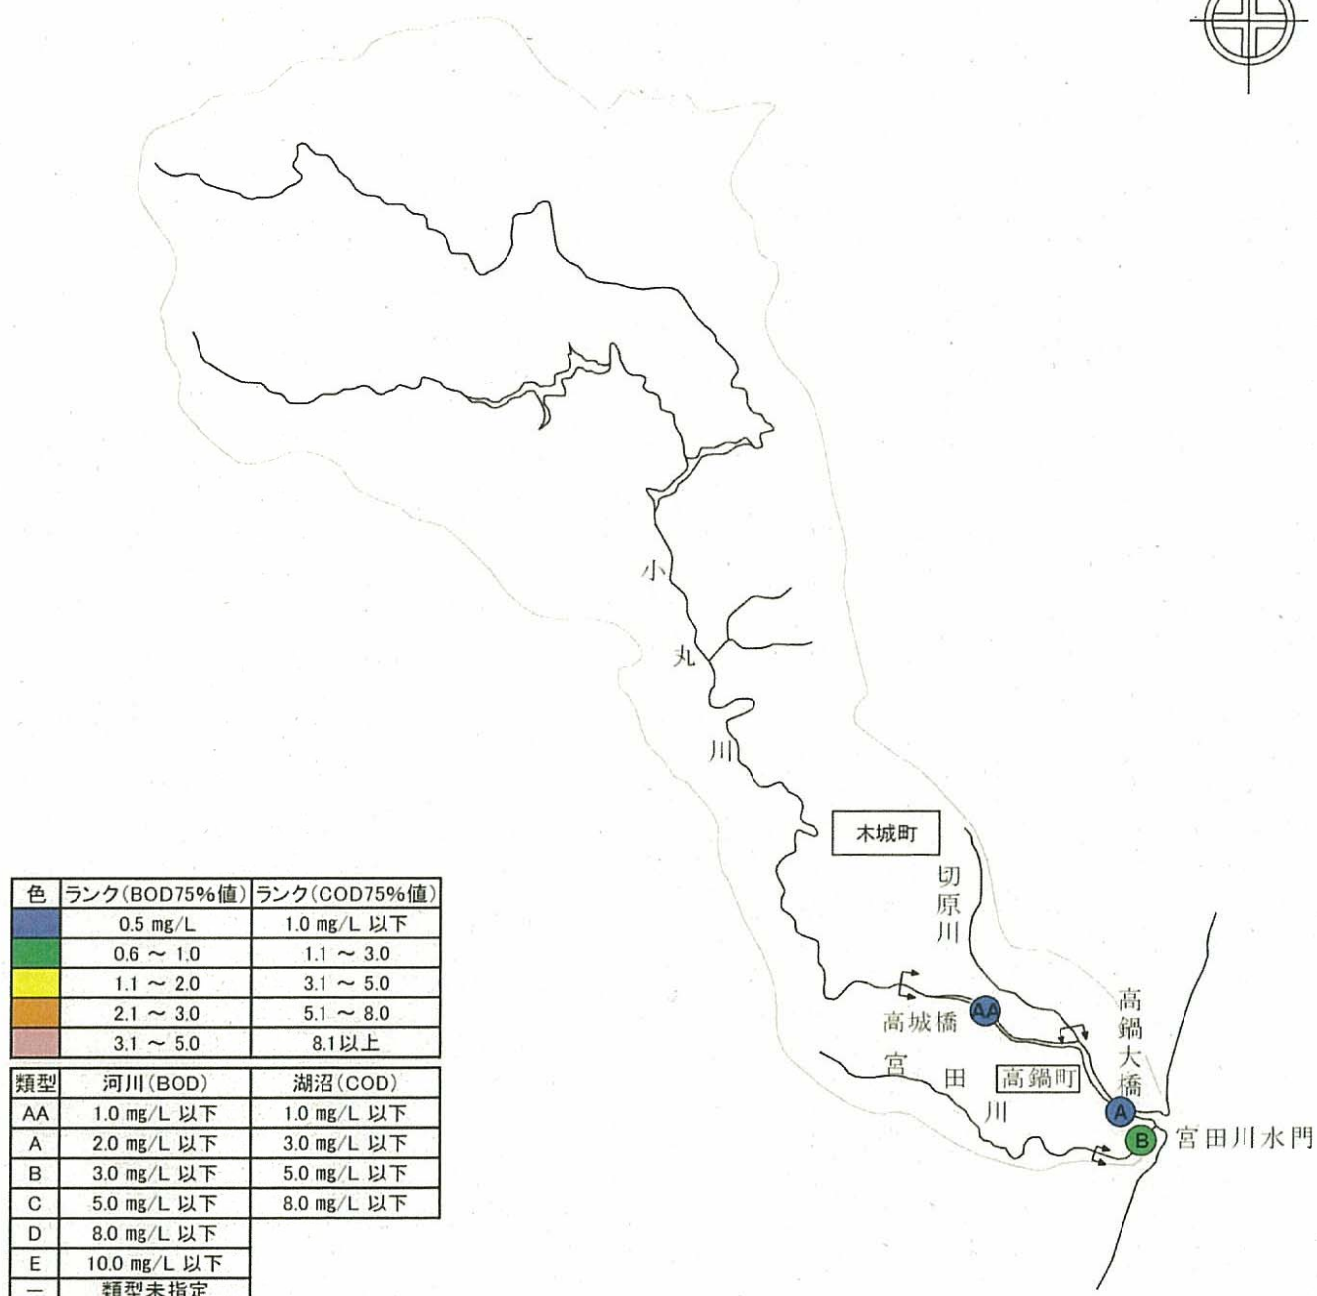 小丸川
木城町
切原川
高鍋大橋
高城橋
AA
宮田川
高鍋町
A
B
宮田川水門
色 ランク(BOD75%値) ランク(COD75%値)
0.5 ㎎/L 1.0 ㎎/L 以下
0.6 ～ 1.0 1.1 ～ 3.0
1.1 ～ 2.0 3.1 ～ 5.0
2.1 ～ 3.0 5.1 ～ 8.0
3.1 ～ 5.0 8.1以上
類型 河川(BOD) 湖沼(COD)
AA 1.0 ㎎/L 以下 1.0 ㎎/L 以下
A 2.0 ㎎/L 以下 3.0 ㎎/L 以下
B 3.0 ㎎/L 以下 5.0 ㎎/L 以下
C 5.0 ㎎/L 以下 8.0 ㎎/L 以下
D 8.0 ㎎/L 以下
E 10.0 ㎎/L 以下
－ 類型未指定